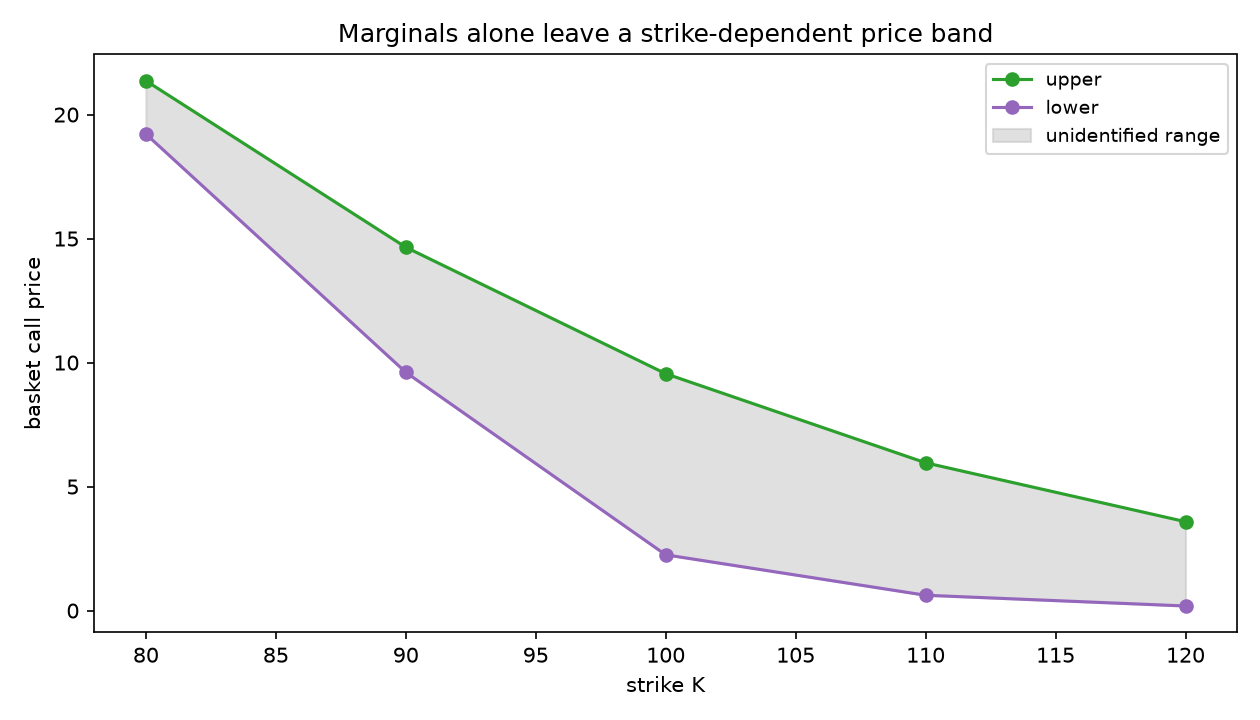 Marginals alone leave a strike-dependent price band
upper
lower
unidentified range
basket call price
20
15
10
5
0
80 85 90 95 100 105 110 115 120
strike K